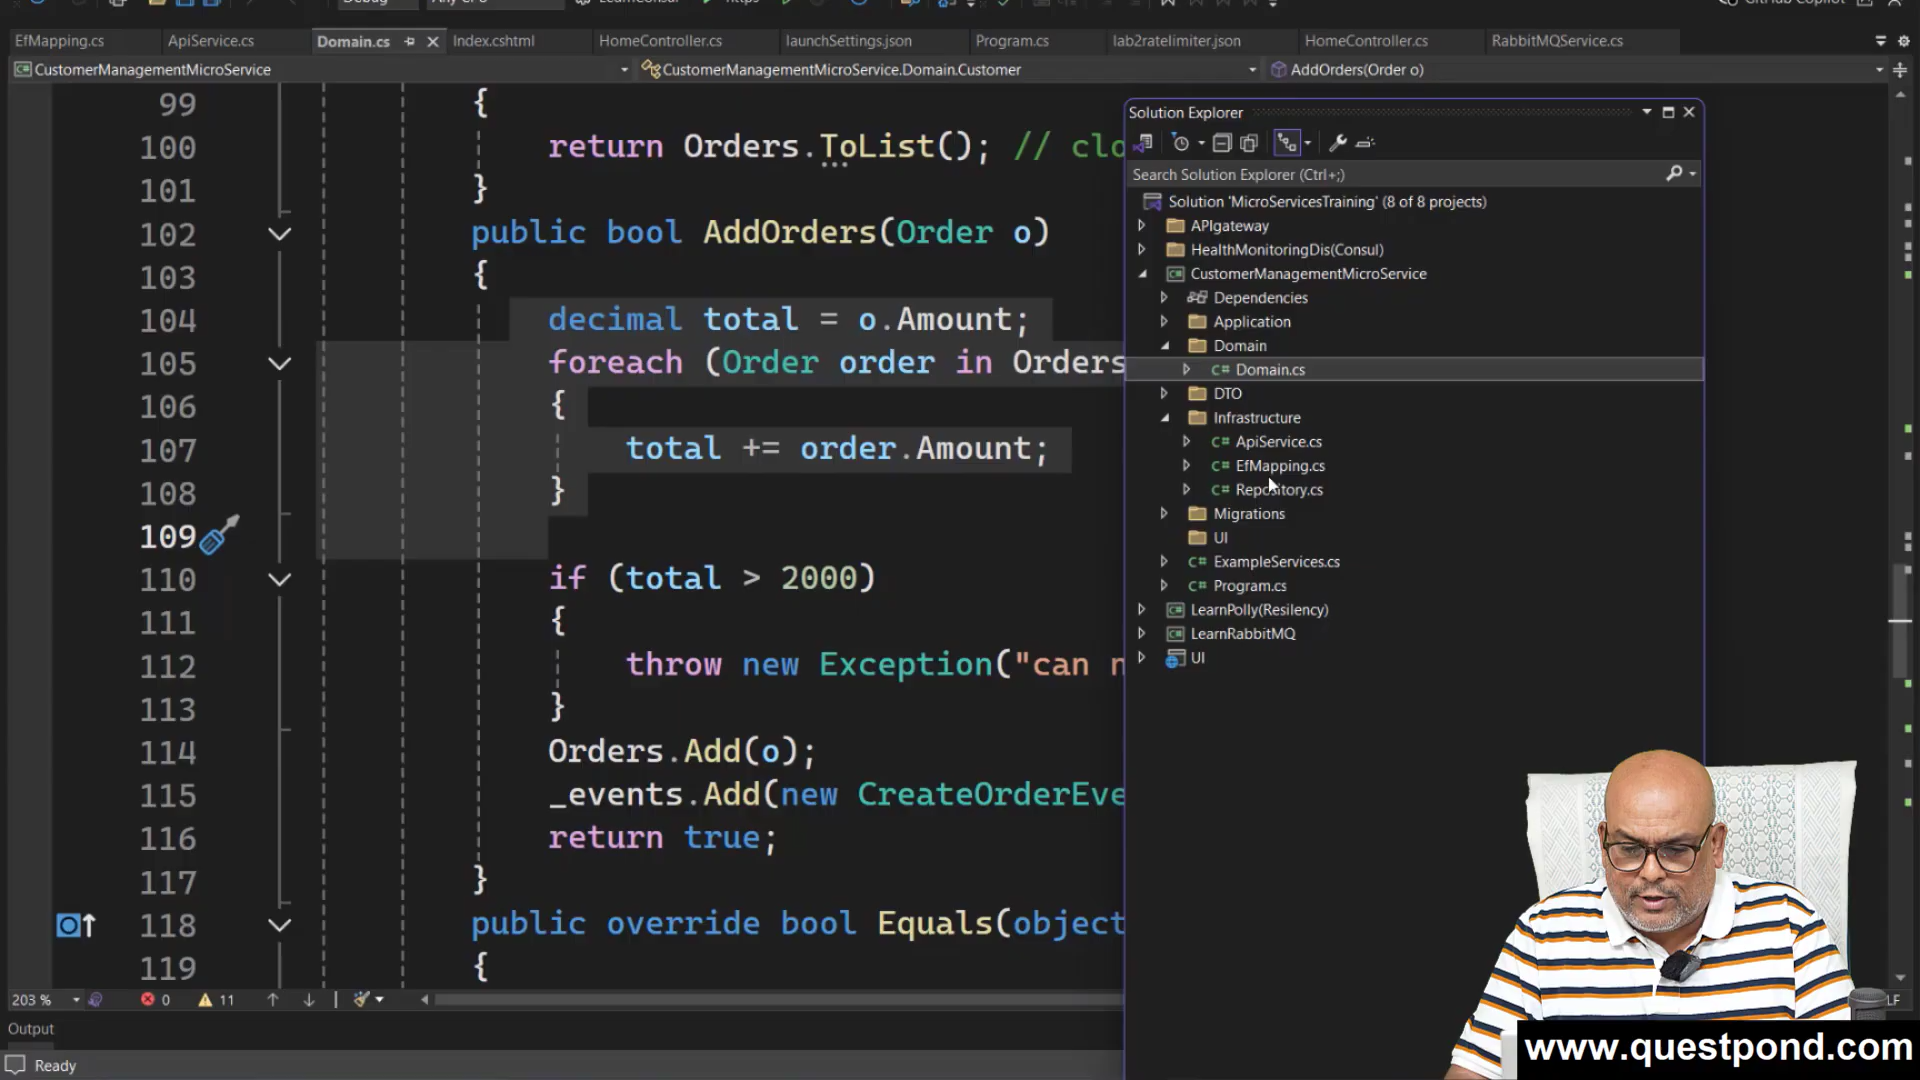 Debug
Any CPU
https
GitHub Copilot
EfMapping.cs
ApiService.cs
Domain.cs
Index.cshtml
HomeController.cs
launchSettings.json
Program.cs
lab2ratelimiter.json
HomeController.cs
RabbitMQService.cs
CustomerManagementMicroService
CustomerManagementMicroService.Domain.Customer
AddOrders(Order o)
99 {
100 return Orders.ToList(); // clo
101 }
102 public bool AddOrders(Order o)
103 {
104 decimal total = o.Amount;
105 foreach (Order order in Orders
106 {
107 total += order.Amount;
108 }
109
110 if (total > 2000)
111 {
112 throw new Exception("can n
113 }
114 Orders.Add(o);
115 _events.Add(new CreateOrderEve
116 return true;
117 }
118 public override bool Equals(object
119 {
203 %
0
11
Output
Ready
Solution Explorer
Search Solution Explorer (Ctrl+;)
Solution 'MicroServicesTraining' (8 of 8 projects)
APIgateway
HealthMonitoringDis(Consul)
CustomerManagementMicroService
Dependencies
Application
Domain
C# Domain.cs
DTO
Infrastructure
C# ApiService.cs
C# EfMapping.cs
C# Repository.cs
Migrations
UI
C# ExampleServices.cs
C# Program.cs
LearnPolly(Resilency)
LearnRabbitMQ
UI
LF
www.questpond.com